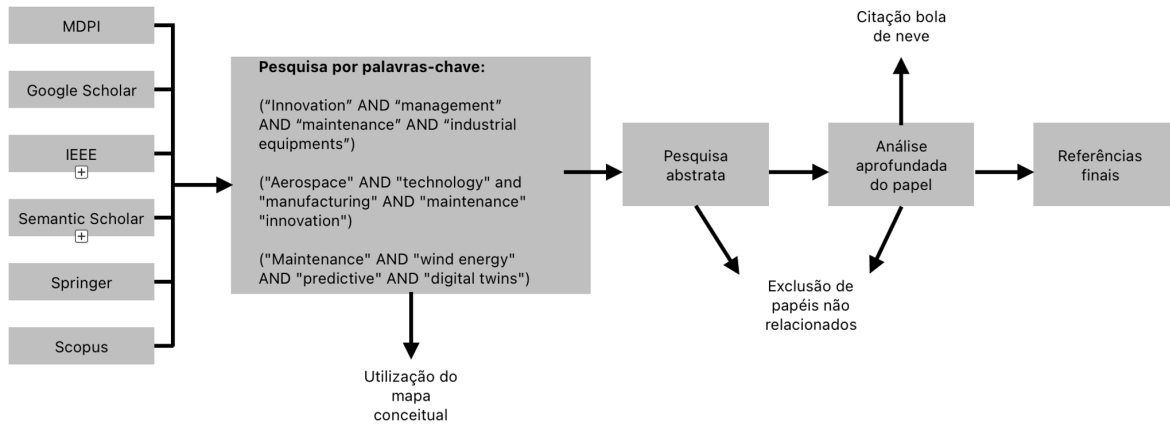 MDPI
Google Scholar
IEEE
Semantic Scholar
Springer
Scopus
Pesquisa por palavras-chave:
(“Innovation” AND “management”
AND “maintenance” AND “industrial
equipments”)
("Aerospace" AND "technology" and
"manufacturing" AND "maintenance"
"innovation")
("Maintenance" AND "wind energy"
AND "predictive" AND "digital twins")
Utilização do
mapa
conceitual
Pesquisa
abstrata
Exclusão de
papéis não
relacionados
Citação bola
de neve
Análise
aprofundada
do papel
Referências
finais